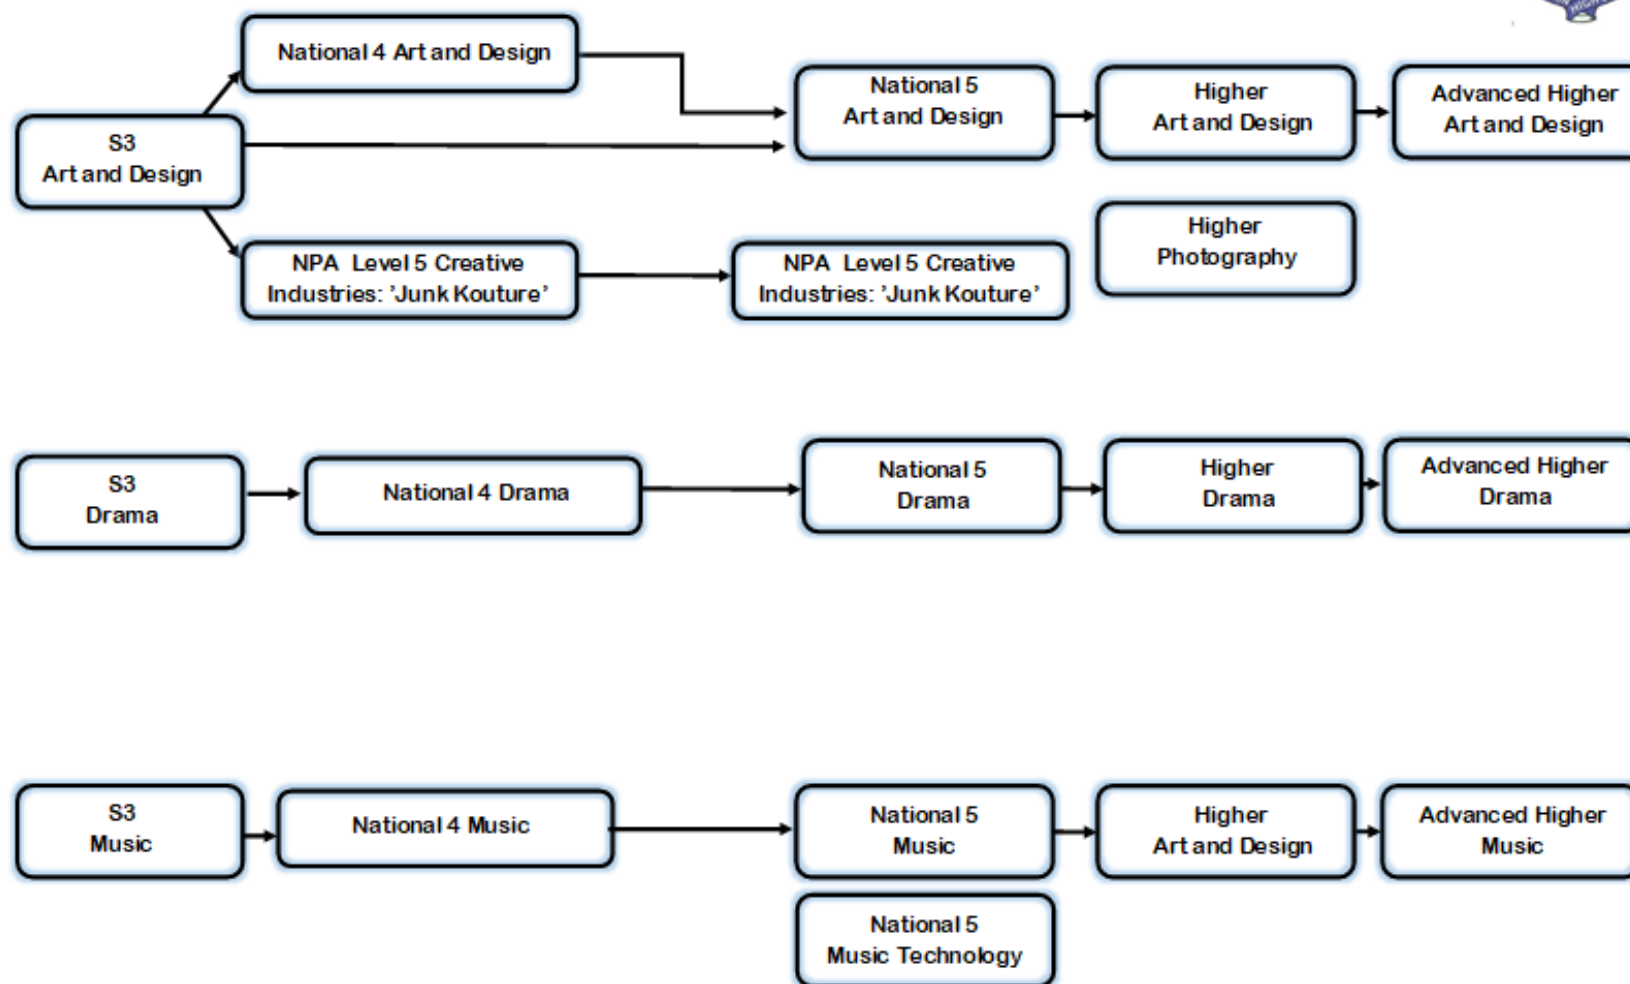 National 4 Art and Design
National 5
Art and Design
Higher
Art and Design
Advanced Higher
Art and Design
S3
Art and Design
Higher
Photography
NPA Level 5 Creative
Industries: ’Junk Kouture’
NPA Level 5 Creative
Industries: ’Junk Kouture’
S3
Drama
National 4 Drama
National 5
Drama
Higher
Drama
Advanced Higher
Drama
S3
Music
National 4 Music
National 5
Music
Higher
Art and Design
Advanced Higher
Music
National 5
Music Technology